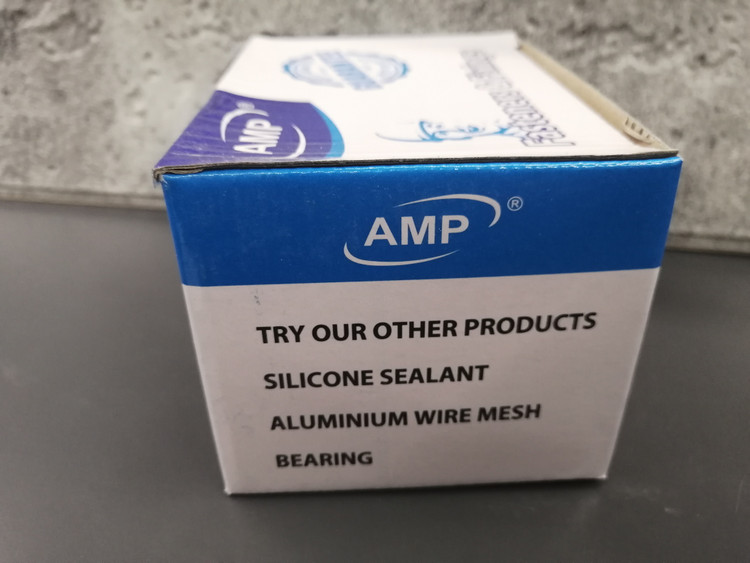 AMP®
AMP®
TRY OUR OTHER PRODUCTS
SILICONE SEALANT
ALUMINIUM WIRE MESH
BEARING